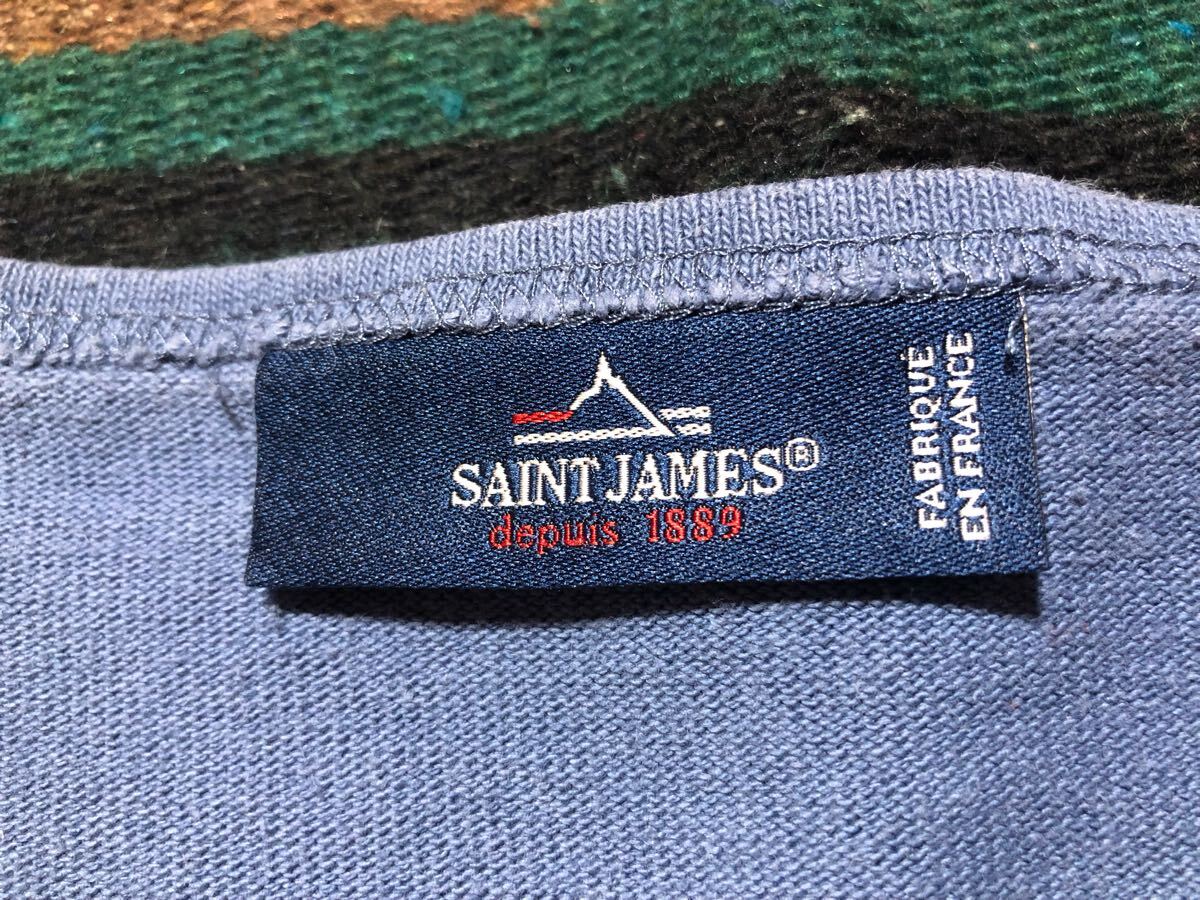 SAINT JAMES®
depuis 1889
FABRIQUÉ
EN FRANCE